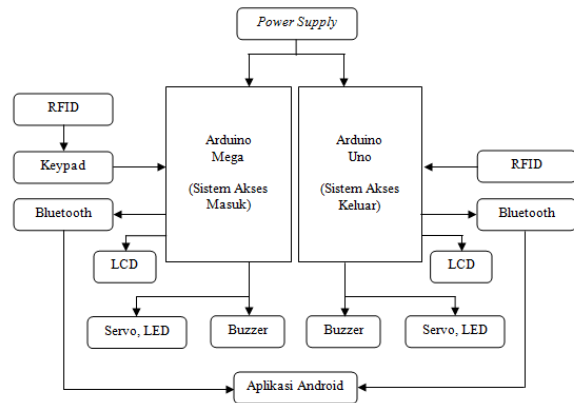 Power Supply
RFID
Keypad
Bluetooth
Arduino
Mega
(Sistem Akses
Masuk)
Arduino
Uno
(Sistem Akses
Keluar)
RFID
Bluetooth
LCD
LCD
Servo, LED
Buzzer
Buzzer
Servo, LED
Aplikasi Android